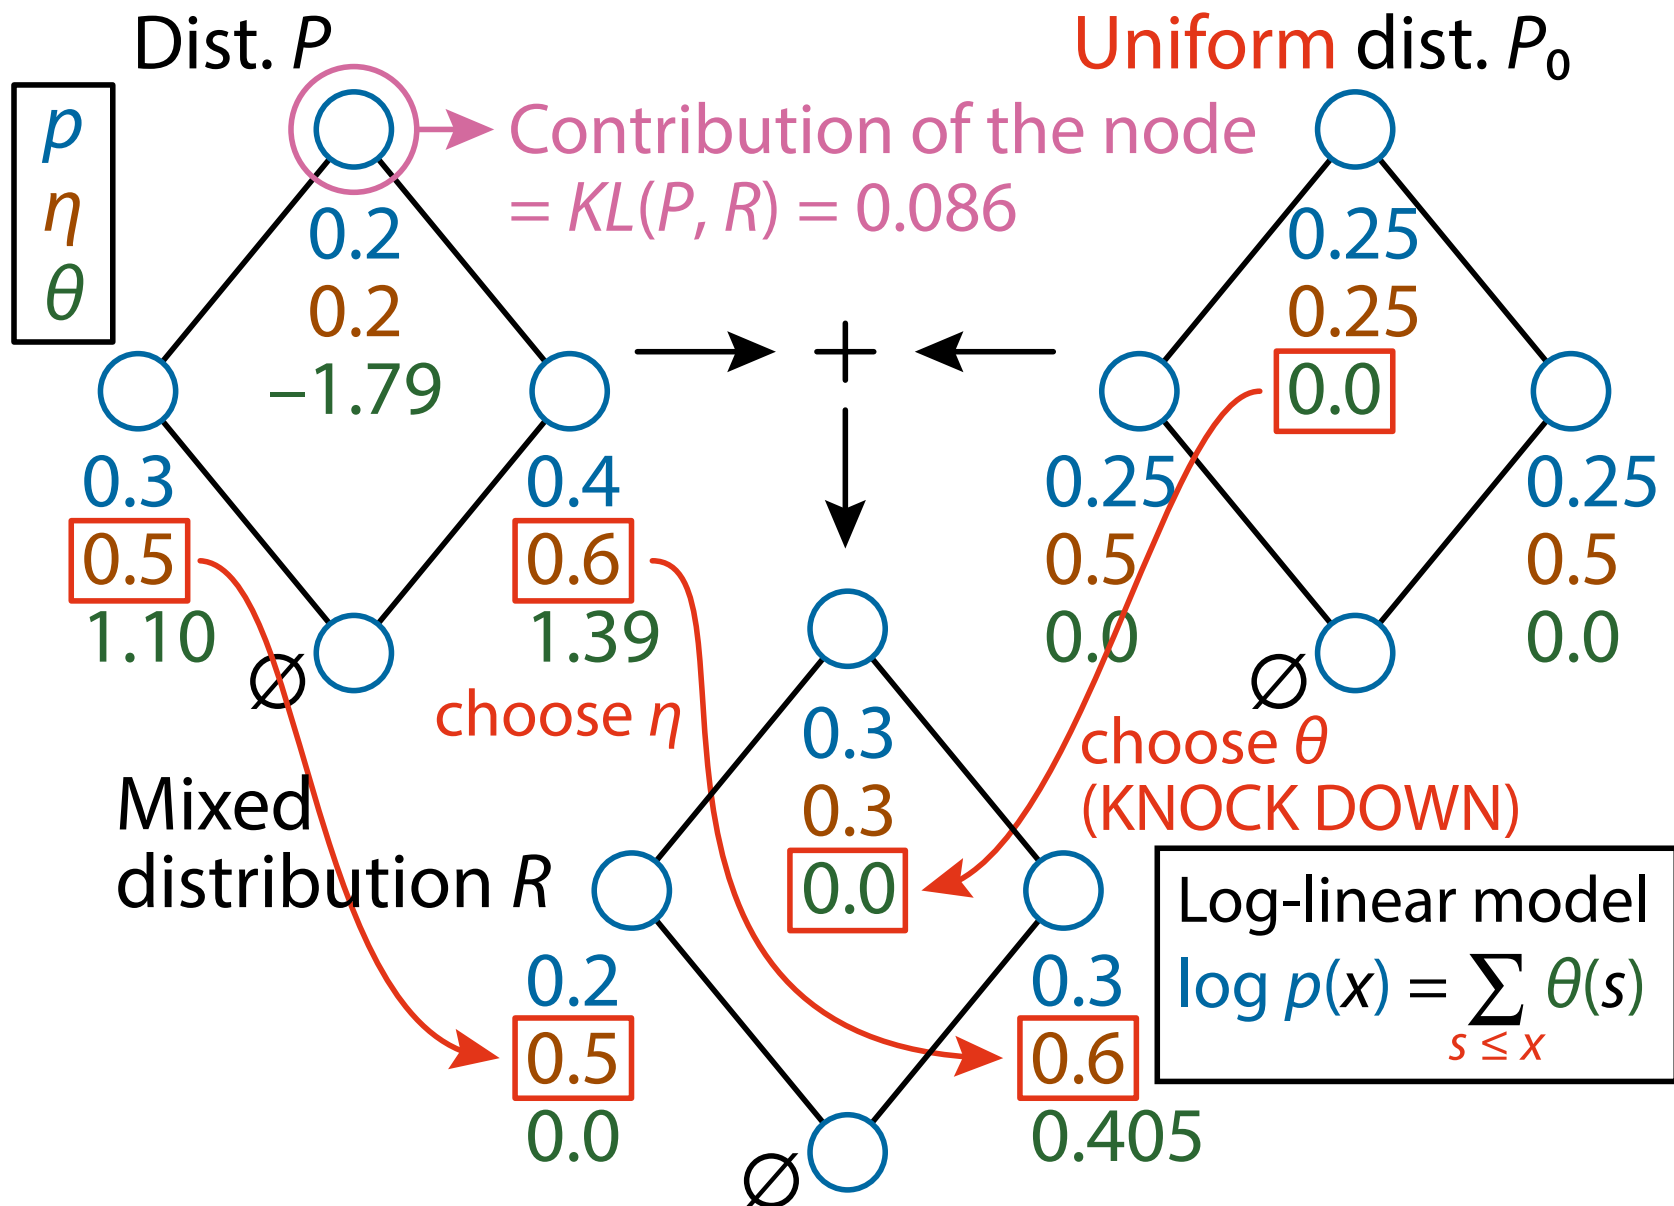 Dist. P
Uniform dist. P₀
p
η
θ
Contribution of the node
= KL(P, R) = 0.086
0.2
0.2
−1.79
0.3
0.5
1.10
0.4
0.6
1.39
∅
+
0.25
0.25
0.0
0.25
0.5
0.0
0.25
0.5
0.0
∅
choose η
choose θ
(KNOCK DOWN)
Mixed
distribution R
0.3
0.3
0.0
0.2
0.5
0.0
0.3
0.6
0.405
∅
Log-linear model
log p(x) = ∑ θ(s)
s ≤ x